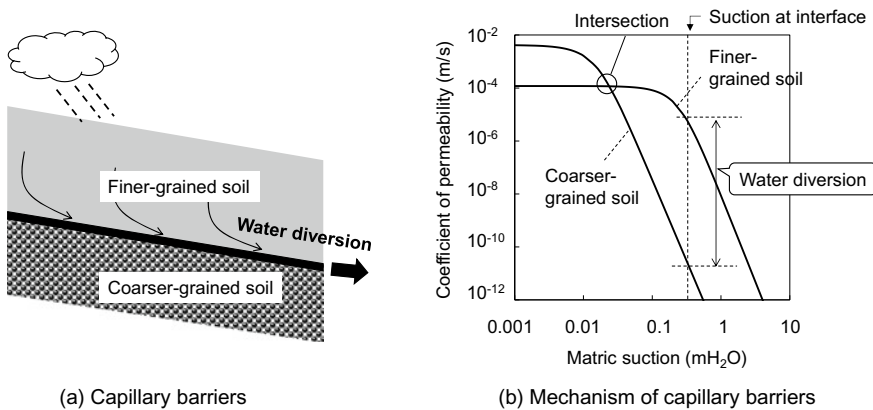 Finer-grained soil
Water diversion
Coarser-grained soil
(a) Capillary barriers
Intersection
Suction at interface
Coefficient of permeability (m/s)
10⁻²
10⁻⁴
10⁻⁶
10⁻⁸
10⁻¹⁰
10⁻¹²
Finer-
grained soil
Coarser-
grained soil
Water diversion
0.001 0.01 0.1 1 10
Matric suction (mH₂O)
(b) Mechanism of capillary barriers